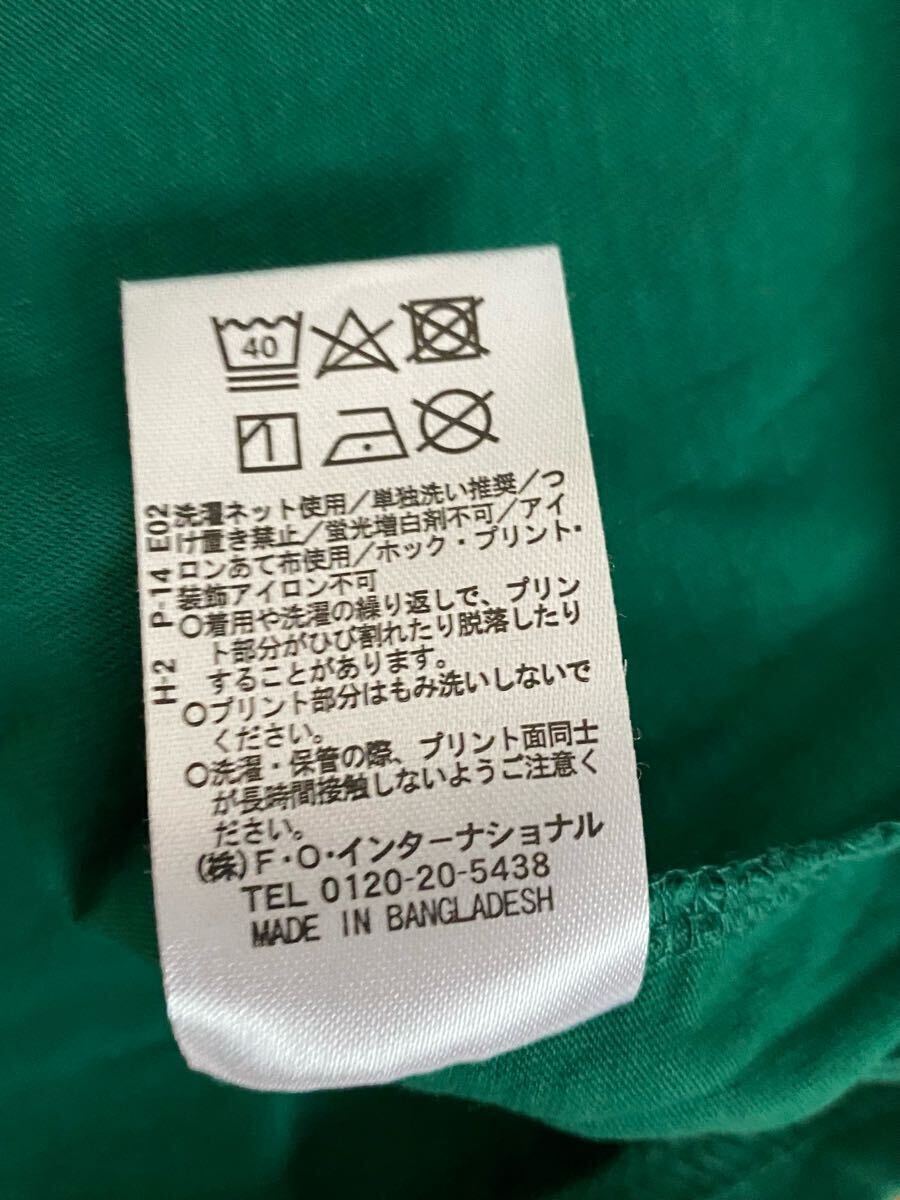 40
洗濯ネット使用/単独洗い推奨/つ
け置き禁止/蛍光増白剤不可/アイ
ロンあて布使用/ホック・プリント・
装飾アイロン不可
○着用や洗濯の繰り返しで、プリン
ト部分がひび割れたり脱落したり
することがあります。
○プリント部分はもみ洗いしないで
ください。
○洗濯・保管の際、プリント面同士
が長時間接触しないようご注意く
ださい。
(株)F・O・インターナショナル
TEL 0120-20-5438
MADE IN BANGLADESH
H-2 P-14 E02